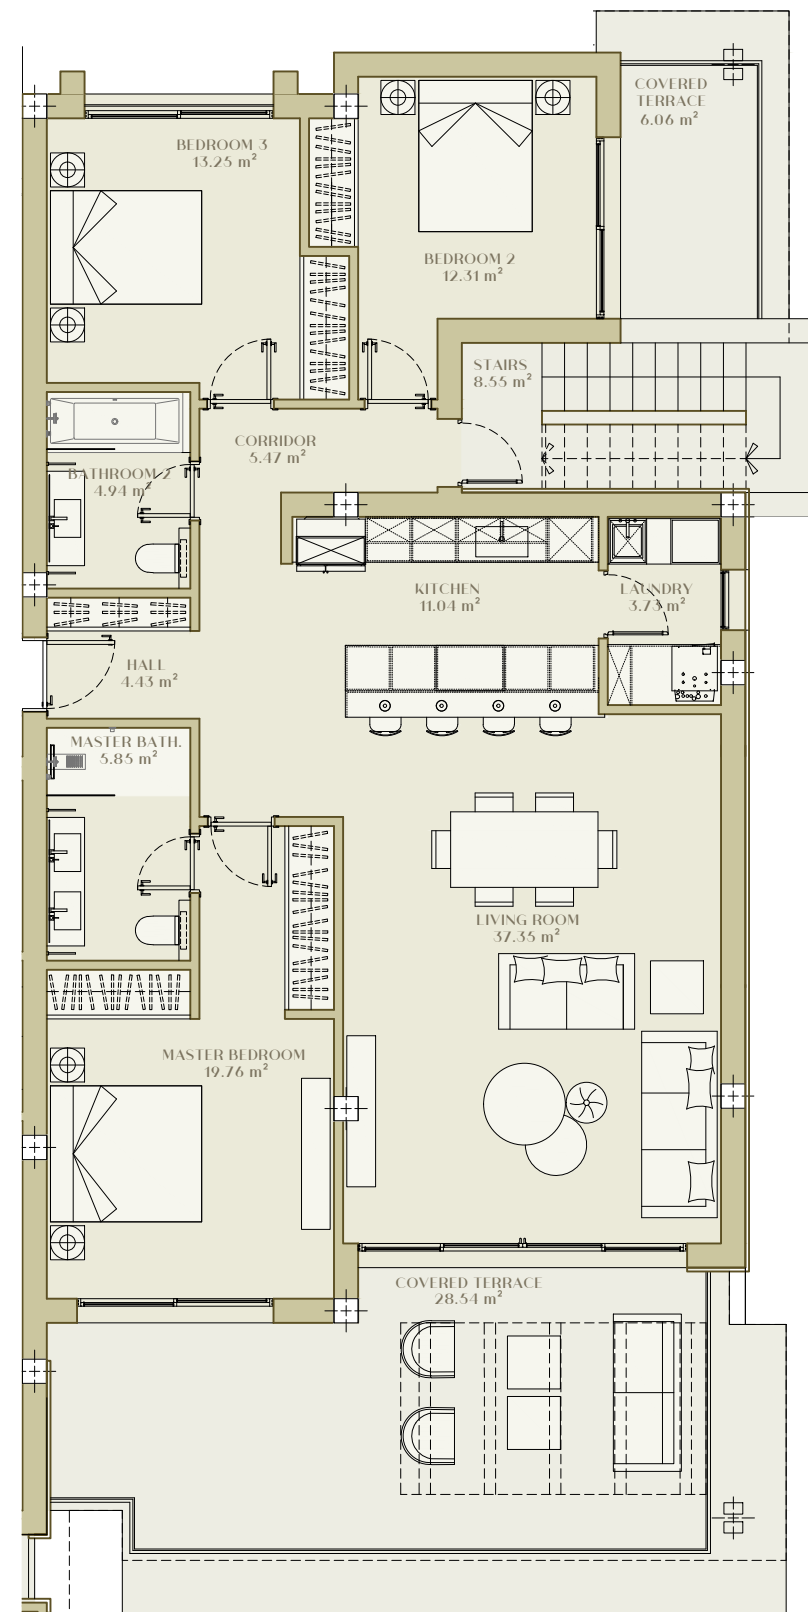 COVERED
TERRACE
6.06 m²
BEDROOM 3
13.25 m²
BEDROOM 2
12.31 m²
STAIRS
8.55 m²
CORRIDOR
5.47 m²
BATHROOM 2
4.94 m²
KITCHEN
11.04 m²
LAUNDRY
3.73 m²
HALL
4.43 m²
MASTER BATH.
5.85 m²
LIVING ROOM
37.35 m²
MASTER BEDROOM
19.76 m²
COVERED TERRACE
28.54 m²